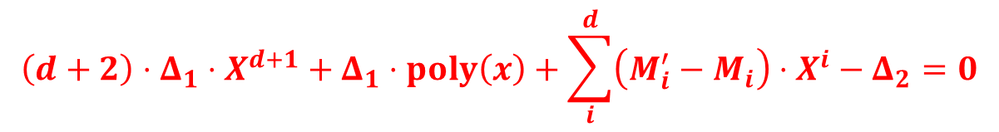 (d + 2) · Δ₁ · X^{d+1} + Δ₁ · poly(x) + ∑_{i}^{d} (M′_i − M_i) · X^i − Δ₂ = 0